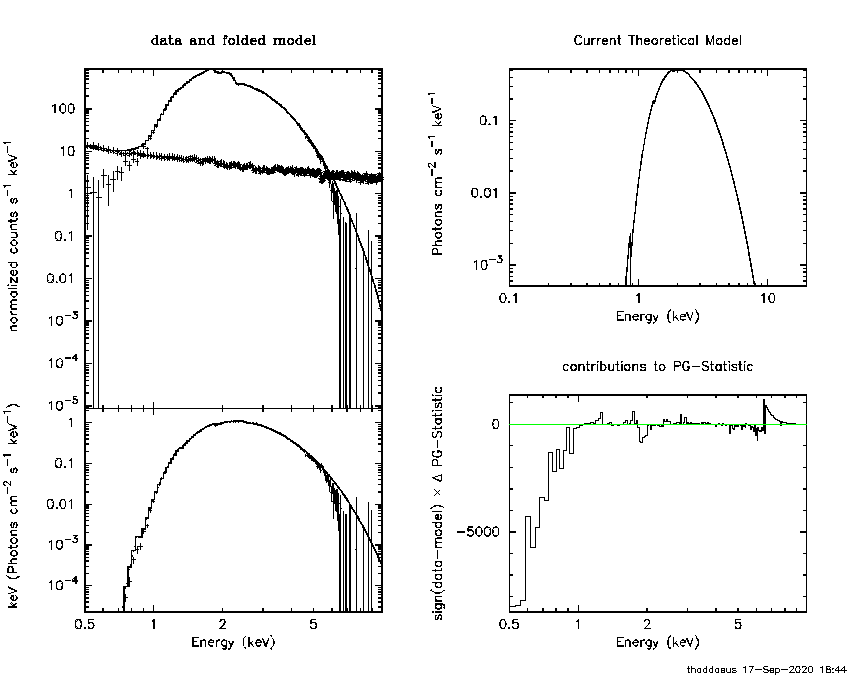 data and folded model
normalized counts s⁻¹ keV⁻¹
100
10
1
0.1
0.01
10⁻³
10⁻⁴
10⁻⁵
keV (Photons cm⁻² s⁻¹ keV⁻¹)
1
0.1
0.01
10⁻³
10⁻⁴
0.5 1 2 5
Energy (keV)
Current Theoretical Model
Photons cm⁻² s⁻¹ keV⁻¹
0.1
0.01
10⁻³
0.1 1 10
Energy (keV)
contributions to PG-Statistic
sign(data-model) × Δ PG-Statistic
0
-5000
0.5 1 2 5
Energy (keV)
thaddaeus 17-Sep-2020 18:44